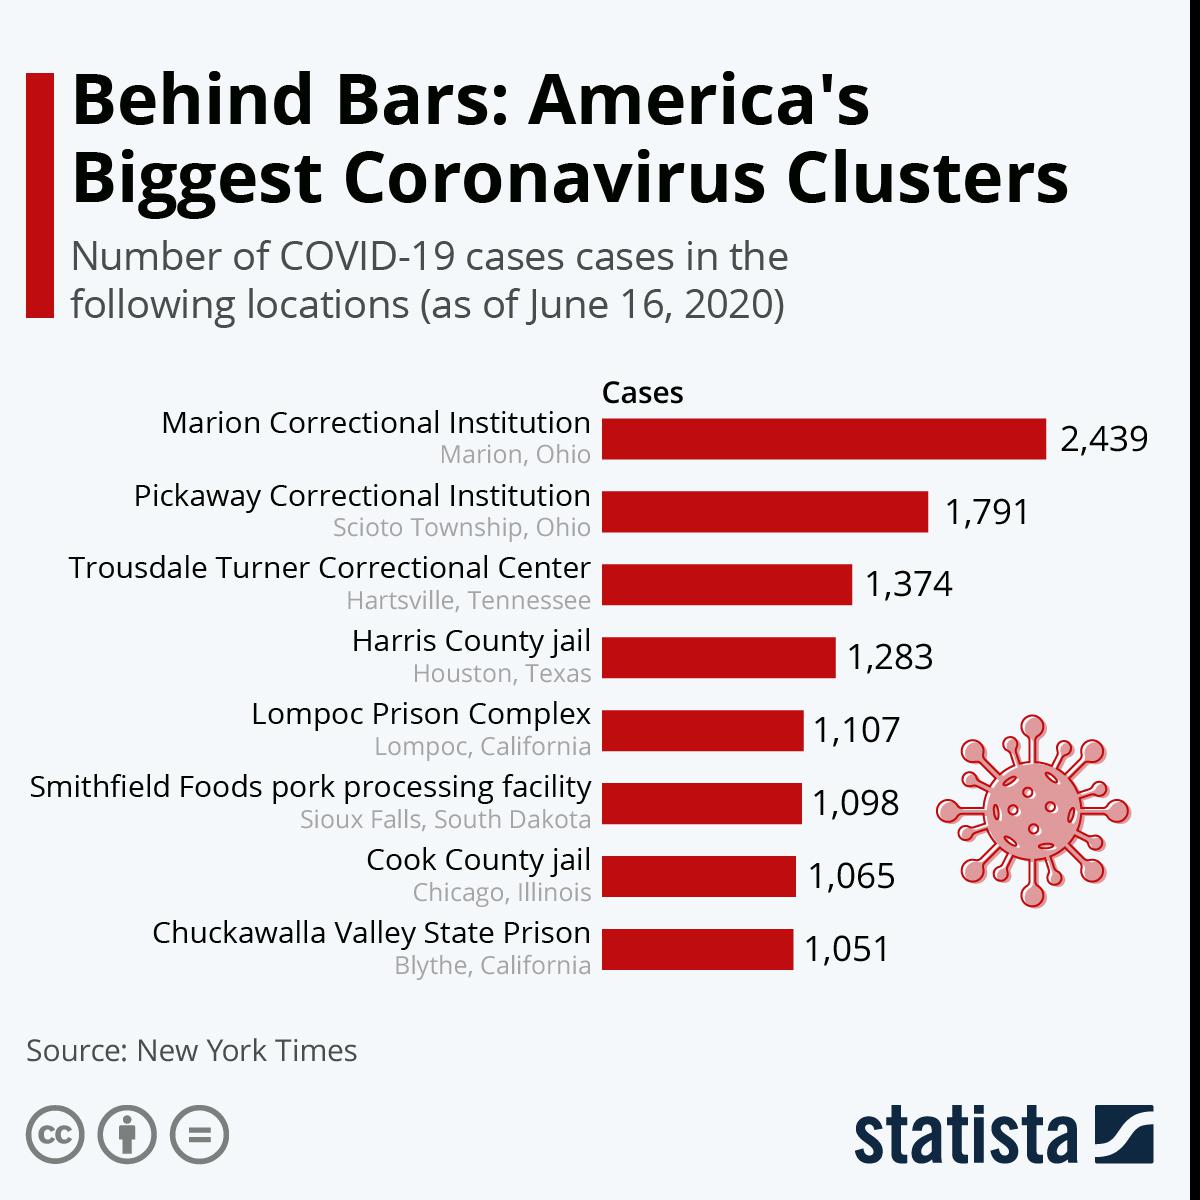 Behind Bars: America's
Biggest Coronavirus Clusters
Number of COVID-19 cases cases in the
following locations (as of June 16, 2020)
Cases
Marion Correctional Institution
Marion, Ohio
2,439
Pickaway Correctional Institution
Scioto Township, Ohio
1,791
Trousdale Turner Correctional Center
Hartsville, Tennessee
1,374
Harris County jail
Houston, Texas
1,283
Lompoc Prison Complex
Lompoc, California
1,107
Smithfield Foods pork processing facility
Sioux Falls, South Dakota
1,098
Cook County jail
Chicago, Illinois
1,065
Chuckawalla Valley State Prison
Blythe, California
1,051
Source: New York Times
cc
statista